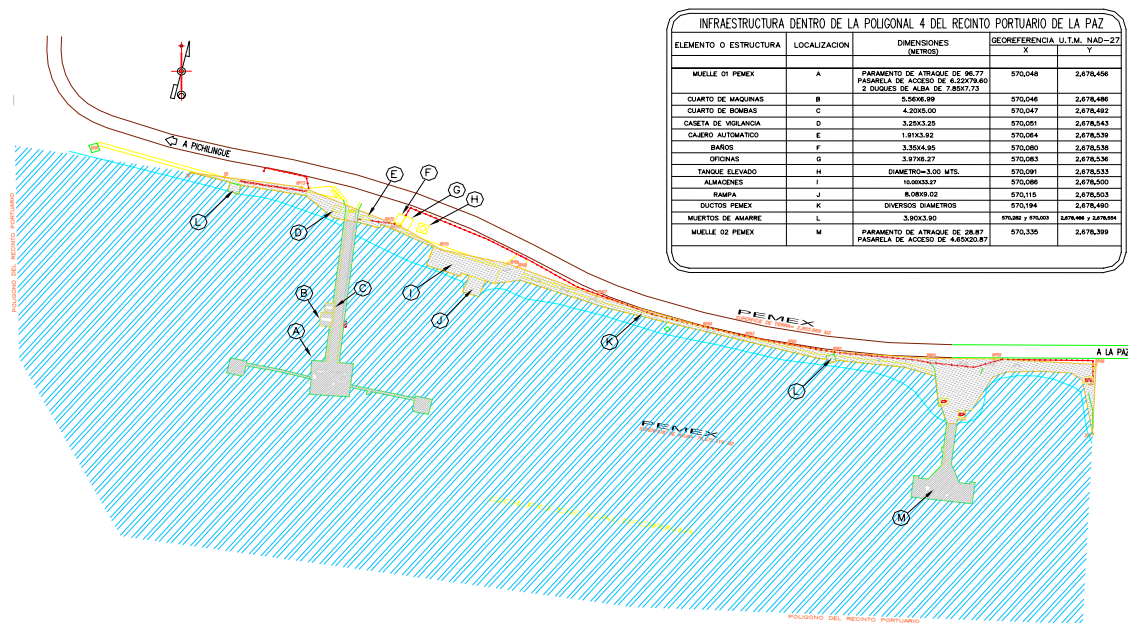 INFRAESTRUCTURA DENTRO DE LA POLIGONAL 4 DEL RECINTO PORTUARIO DE LA PAZ
ELEMENTO O ESTRUCTURA LOCALIZACION DIMENSIONES (METROS) GEOREFERENCIA U.T.M. NAD-27
X Y
MUELLE 01 PEMEX A PARAMENTO DE ATRAQUE DE 96.77 570,048 2,678,456
PASARELA DE ACCESO DE 6.22X79.60
2 DUQUES DE ALBA DE 7.85X7.73
CUARTO DE MAQUINAS B 5.56X6.99 570,046 2,678,486
CUARTO DE BOMBAS C 4.20X5.00 570,047 2,678,492
CASETA DE VIGILANCIA D 3.25X3.25 570,051 2,678,543
CAJERO AUTOMATICO E 1.91X3.92 570,064 2,678,539
BAÑOS F 3.35X4.95 570,080 2,678,538
OFICINAS G 3.97X6.27 570,083 2,678,536
TANQUE ELEVADO H DIAMETRO=3.00 MTS. 570,091 2,678,533
ALMACENES I 10.00X33.27 570,086 2,678,500
RAMPA J 8.08X9.02 570,115 2,678,503
DUCTOS PEMEX K DIVERSOS DIAMETROS 570,194 2,678,490
MUERTOS DE AMARRE L 3.90X3.90
MUELLE 02 PEMEX M PARAMENTO DE ATRAQUE DE 28.87 570,335 2,678,399
PASARELA DE ACCESO DE 4.65X20.87
A PICHILINGUE
E
F
G
H
L
D
I
J
B
C
A
K
PEMEX
A LA PAZ
L
PEMEX
M
POLIGONO DEL RECINTO PORTUARIO
POLIGONO DEL RECINTO PORTUARIO